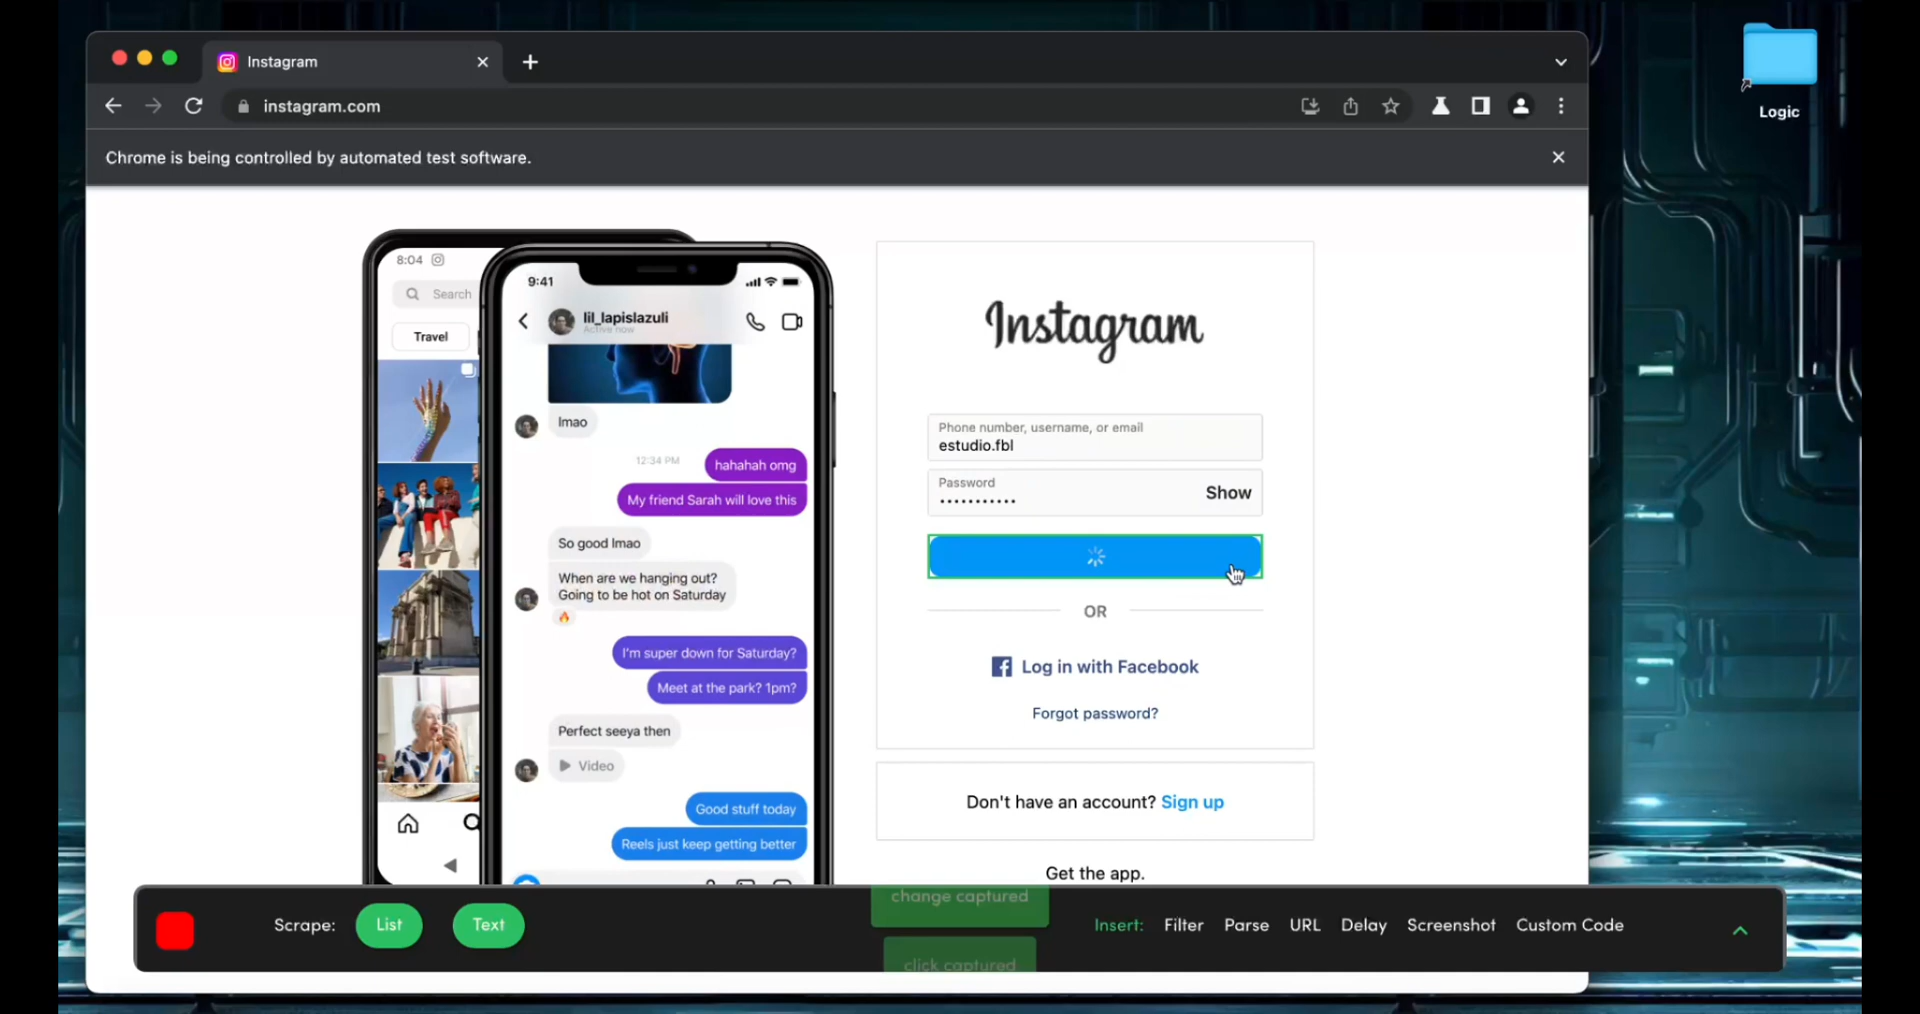 Instagram
Logic
instagram.com
Chrome is being controlled by automated test software.
8:04
Search
Travel
9:41
lil_lapislazuli
Active now
lmao
12:34 PM
hahahah omg
My friend Sarah will love this
So good lmao
When are we hanging out?
Going to be hot on Saturday
🔥
I'm super down for Saturday?
Meet at the park? 1pm?
Perfect seeya then
Video
Good stuff today
Reels just keep getting better
Instagram
Phone number, username, or email
estudio.fbl
Password
•••••••••••
Show
OR
Log in with Facebook
Forgot password?
Don't have an account? Sign up
Get the app.
Scrape: List Text
change captured
click captured
Insert: Filter Parse URL Delay Screenshot Custom Code